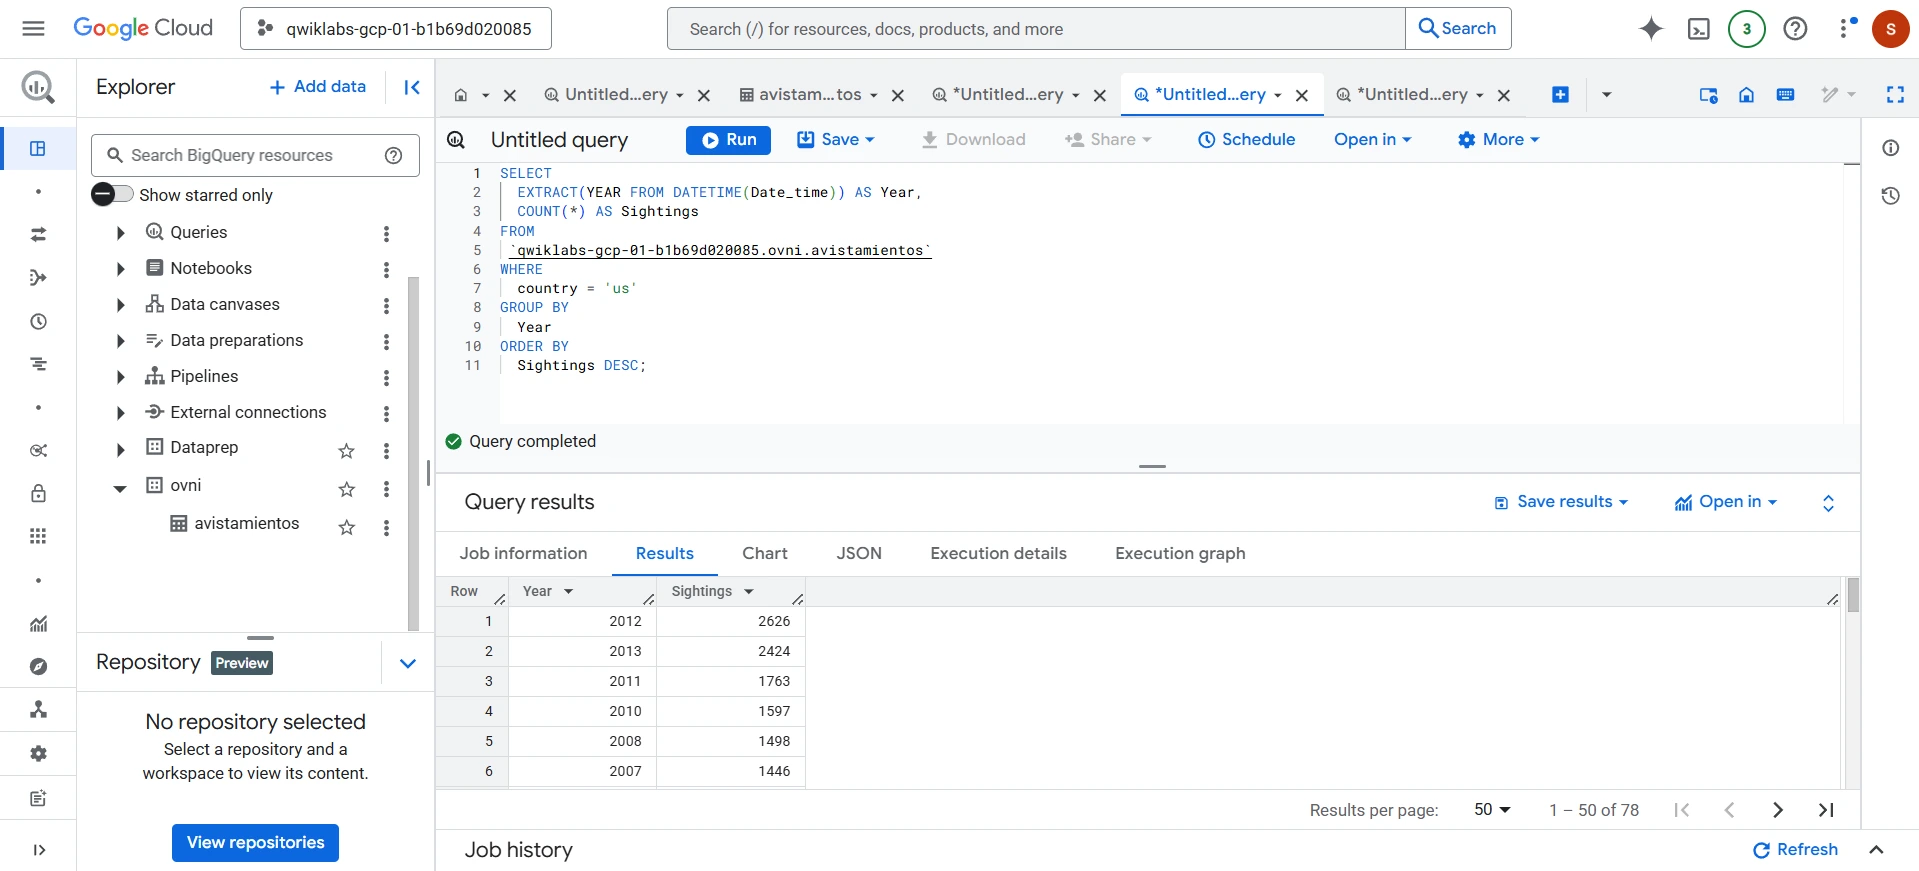 Google Cloud
qwiklabs-gcp-01-b1b69d020085
Search (/) for resources, docs, products, and more
Search
3
S
Explorer
+ Add data
Untitled...ery
avistam...tos
*Untitled...ery
*Untitled...ery
*Untitled...ery
Search BigQuery resources
Show starred only
Queries
Notebooks
Data canvases
Data preparations
Pipelines
External connections
Dataprep
ovni
avistamientos
Repository Preview
No repository selected
Select a repository and a
workspace to view its content.
View repositories
Untitled query
Run
Save
Download
Share
Schedule
Open in
More
1 SELECT
2 EXTRACT(YEAR FROM DATETIME(Date_time)) AS Year,
3 COUNT(*) AS Sightings
4 FROM
5 `qwiklabs-gcp-01-b1b69d020085.ovni.avistamientos`
6 WHERE
7 country = 'us'
8 GROUP BY
9 Year
10 ORDER BY
11 Sightings DESC;
Query completed
Query results
Save results
Open in
Job information
Results
Chart
JSON
Execution details
Execution graph
Row Year Sightings
1 2012 2626
2 2013 2424
3 2011 1763
4 2010 1597
5 2008 1498
6 2007 1446
Results per page: 50 1 – 50 of 78
Job history
Refresh